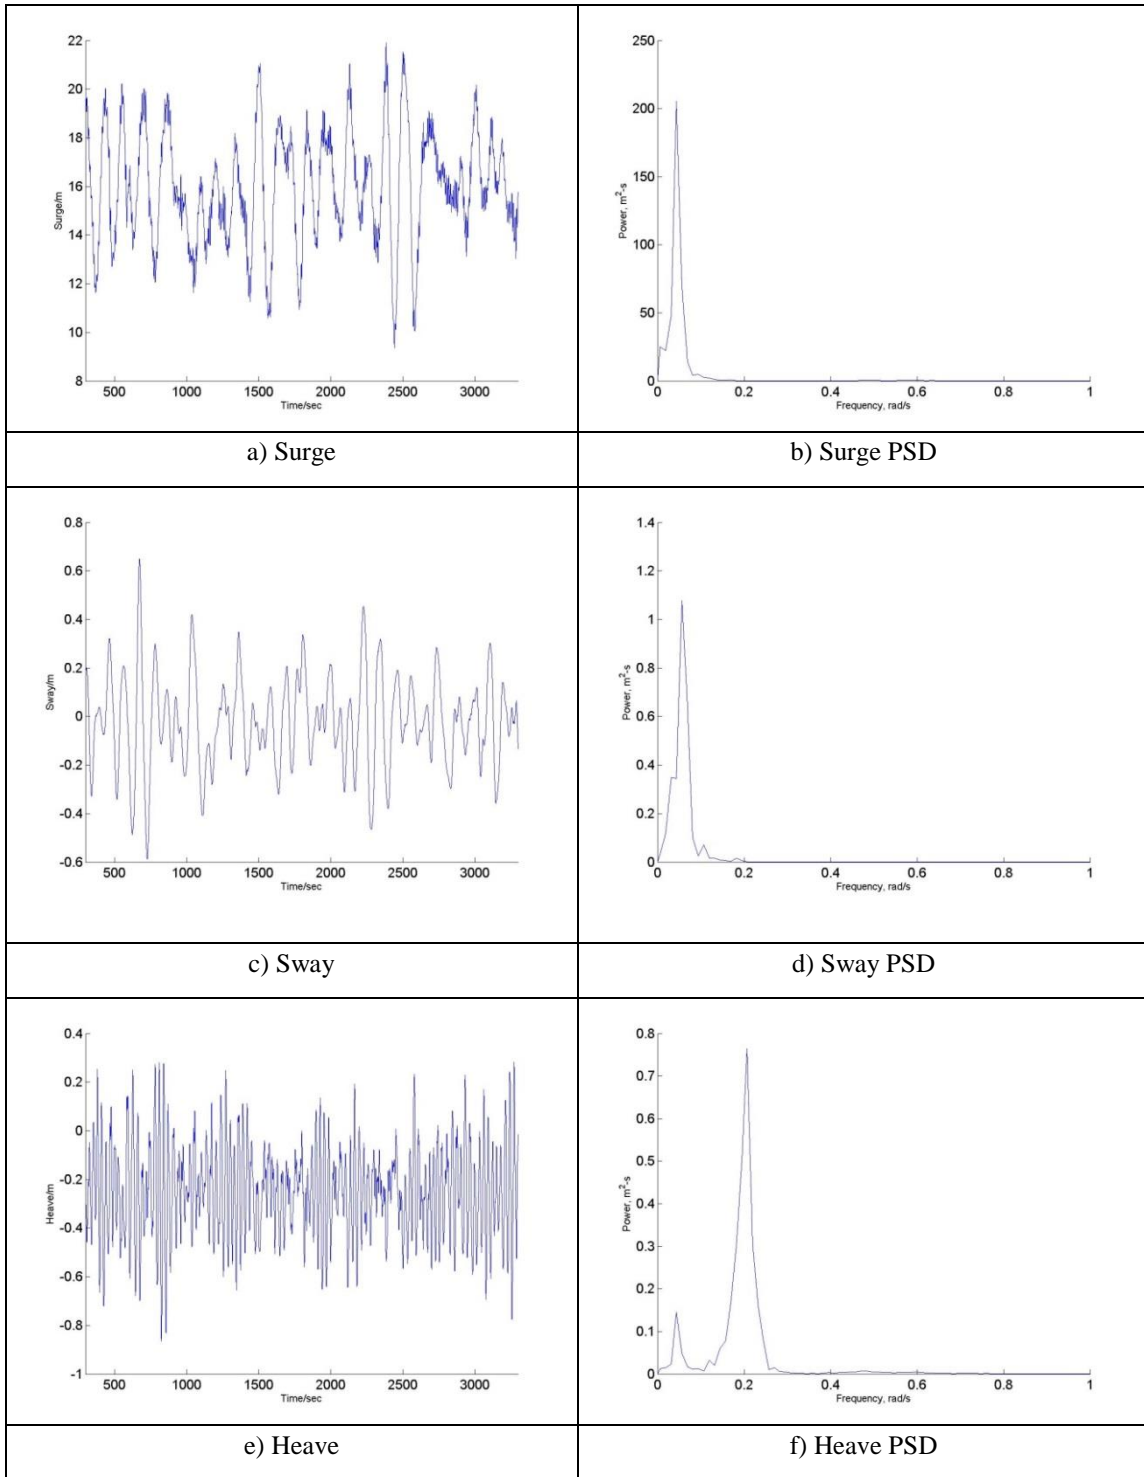 22
20
18
16
14
12
10
8
Surge/m
500 1000 1500 2000 2500 3000
Time/sec
250
200
150
100
50
0
Power, m²-s
0 0.2 0.4 0.6 0.8 1
Frequency, rad/s
a) Surge
b) Surge PSD
0.8
0.6
0.4
0.2
0
-0.2
-0.4
-0.6
Sway/m
500 1000 1500 2000 2500 3000
Time/sec
1.4
1.2
1
0.8
0.6
0.4
0.2
0
Power, m²-s
0 0.2 0.4 0.6 0.8 1
Frequency, rad/s
c) Sway
d) Sway PSD
0.4
0.2
0
-0.2
-0.4
-0.6
-0.8
-1
Heave/m
500 1000 1500 2000 2500 3000
Time/sec
0.8
0.7
0.6
0.5
0.4
0.3
0.2
0.1
0
Power, m²-s
0 0.2 0.4 0.6 0.8 1
Frequency, rad/s
e) Heave
f) Heave PSD